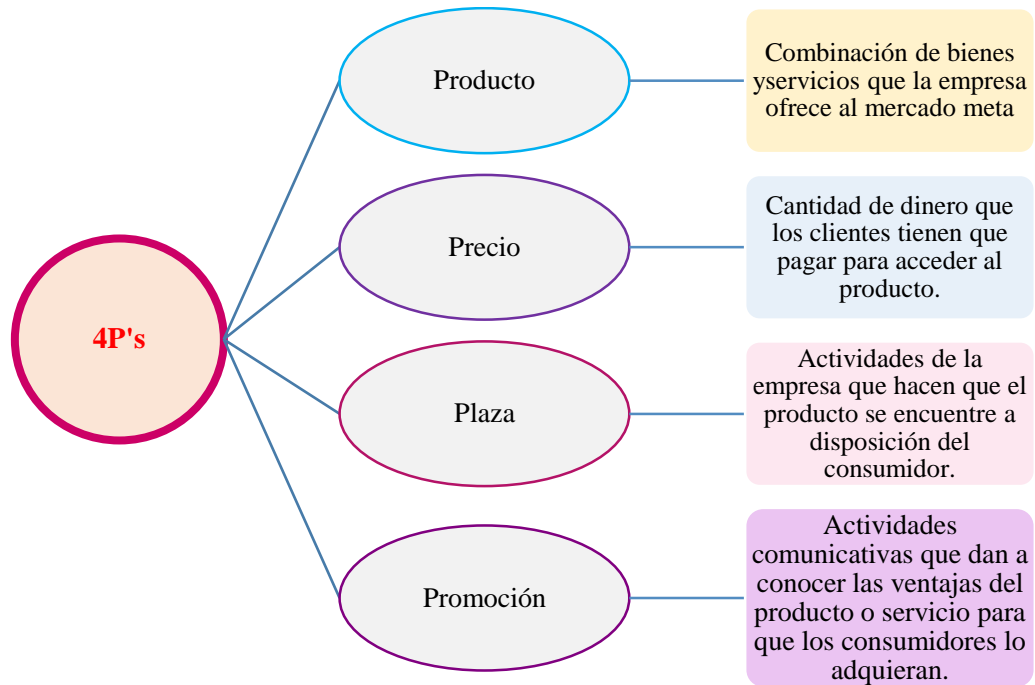 4P's
Producto
Combinación de bienes
yservicios que la empresa
ofrece al mercado meta
Precio
Cantidad de dinero que
los clientes tienen que
pagar para acceder al
producto.
Plaza
Actividades de la
empresa que hacen que el
producto se encuentre a
disposición del
consumidor.
Promoción
Actividades
comunicativas que dan a
conocer las ventajas del
producto o servicio para
que los consumidores lo
adquieran.